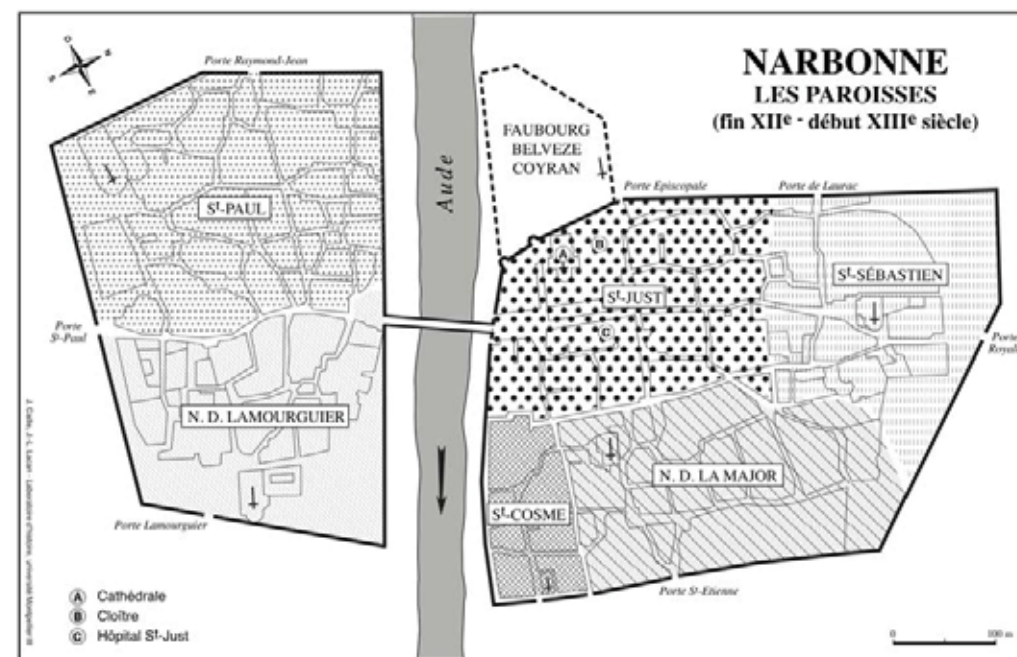 NARBONNE
LES PAROISSES
(fin XIIe - début XIIIe siècle)
Porte Raymond-Jean
Aude
FAUBOURG
BELVEZE
COYRAN
Porte Episcopale
Porte de Laurac
St-PAUL
A
B
St-JUST
C
St-SÉBASTIEN
Porte
St-Paul
Porte
Royale
N. D. LAMOURGUIER
N. D. LA MAJOR
St-COSME
Porte Lamourguier
Porte St-Etienne
A Cathédrale
B Cloître
C Hôpital St-Just
0 100 m